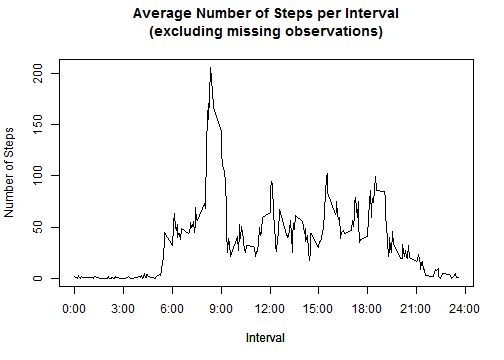 Average Number of Steps per Interval
(excluding missing observations)
Number of Steps
200
150
100
50
0
0:00 3:00 6:00 9:00 12:00 15:00 18:00 21:00 24:00
Interval